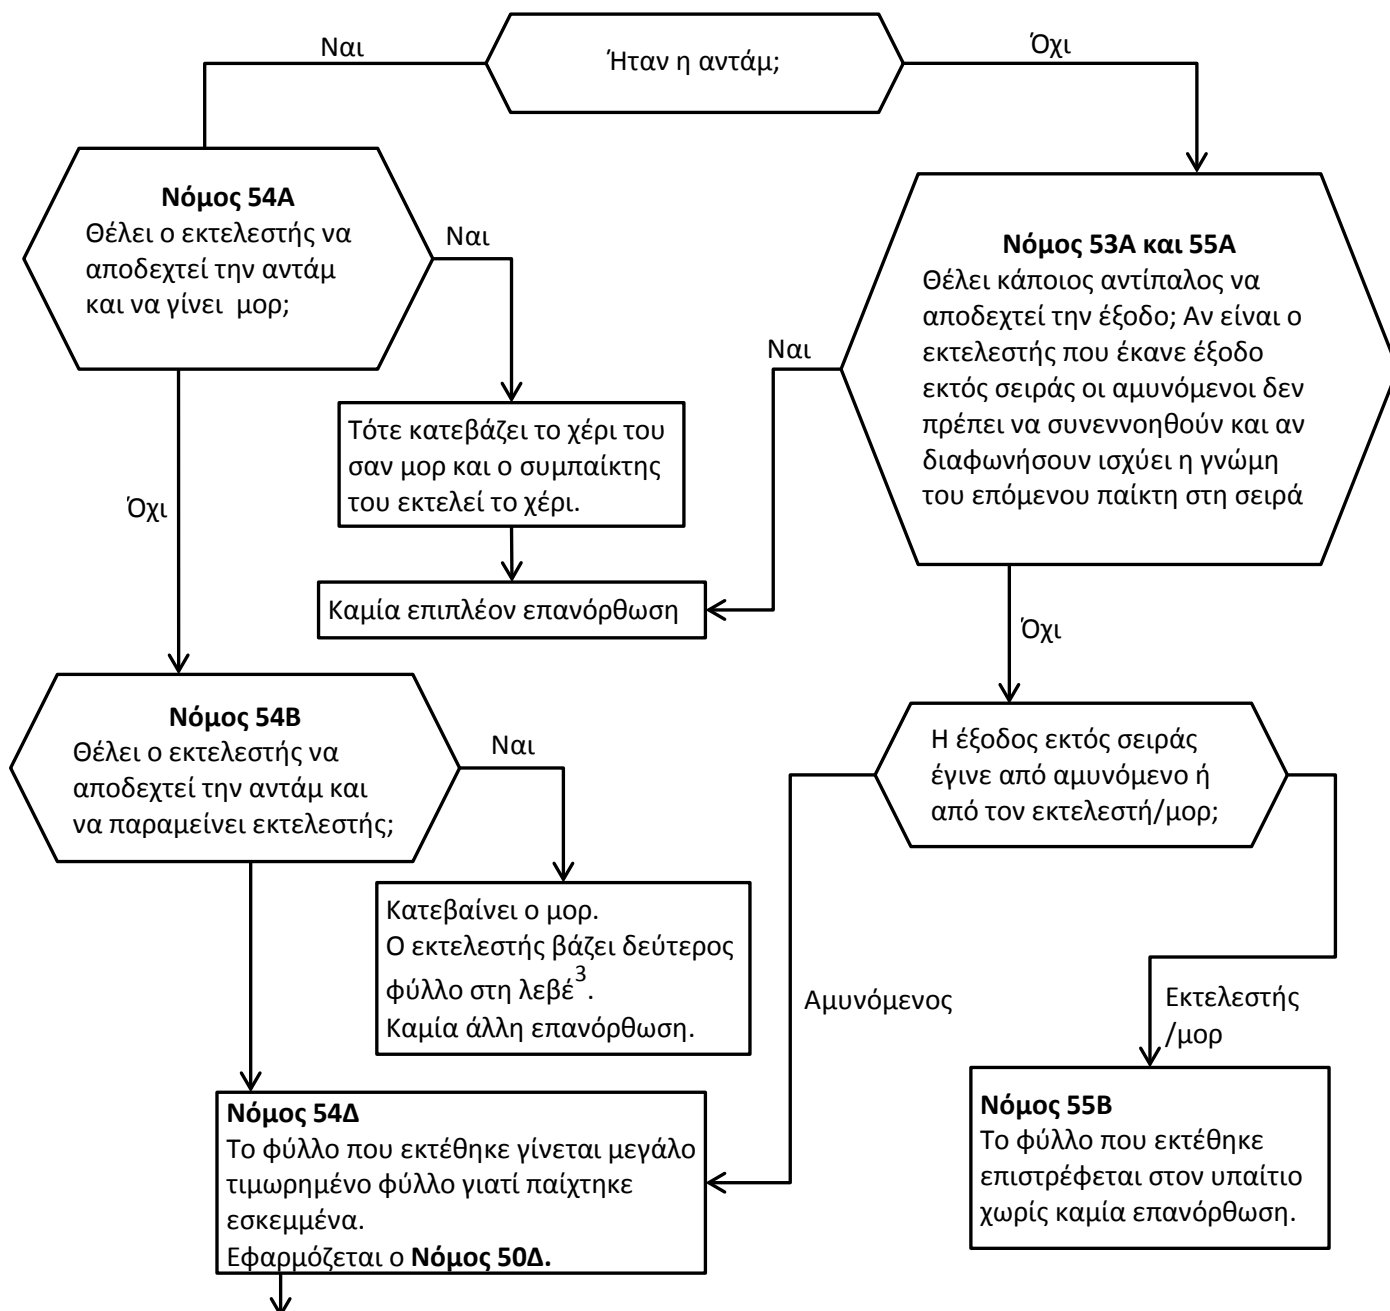 Ήταν η αντάμ;
Ναι
Όχι
Νόμος 54Α
Θέλει ο εκτελεστής να
αποδεχτεί την αντάμ
και να γίνει μορ;
Ναι
Νόμος 53Α και 55Α
Θέλει κάποιος αντίπαλος να
αποδεχτεί την έξοδο; Αν είναι ο
εκτελεστής που έκανε έξοδο
εκτός σειράς οι αμυνόμενοι δεν
πρέπει να συνεννοηθούν και αν
διαφωνήσουν ισχύει η γνώμη
του επόμενου παίκτη στη σειρά
Ναι
Τότε κατεβάζει το χέρι του
σαν μορ και ο συμπαίκτης
του εκτελεί το χέρι.
Όχι
Καμία επιπλέον επανόρθωση
Όχι
Νόμος 54Β
Θέλει ο εκτελεστής να
αποδεχτεί την αντάμ και
να παραμείνει εκτελεστής;
Ναι
Η έξοδος εκτός σειράς
έγινε από αμυνόμενο ή
από τον εκτελεστή/μορ;
Κατεβαίνει ο μορ.
Ο εκτελεστής βάζει δεύτερος
φύλλο στη λεβέ³.
Καμία άλλη επανόρθωση.
Αμυνόμενος
Εκτελεστής
/μορ
Νόμος 54Δ
Το φύλλο που εκτέθηκε γίνεται μεγάλο
τιμωρημένο φύλλο γιατί παίχτηκε
εσκεμμένα.
Εφαρμόζεται ο Νόμος 50Δ.
Νόμος 55Β
Το φύλλο που εκτέθηκε
επιστρέφεται στον υπαίτιο
χωρίς καμία επανόρθωση.